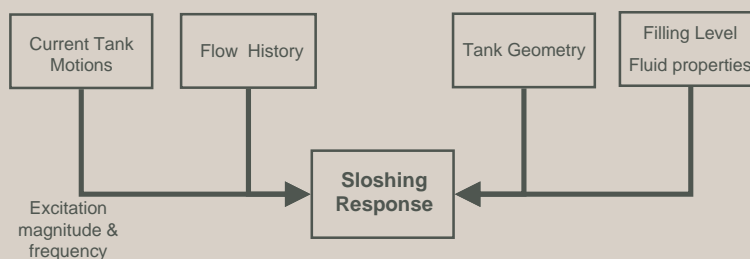 Current Tank
Motions
Flow History
Tank Geometry
Filling Level
Fluid properties
Sloshing
Response
Excitation
magnitude &
frequency